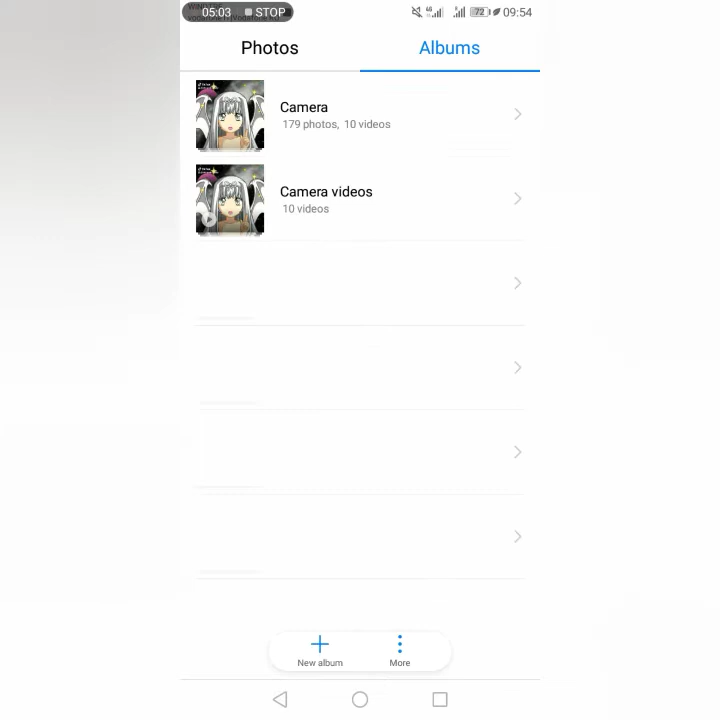 05:03 STOP
72 09:54
Photos Albums
Camera
179 photos, 10 videos
Camera videos
10 videos
New album More